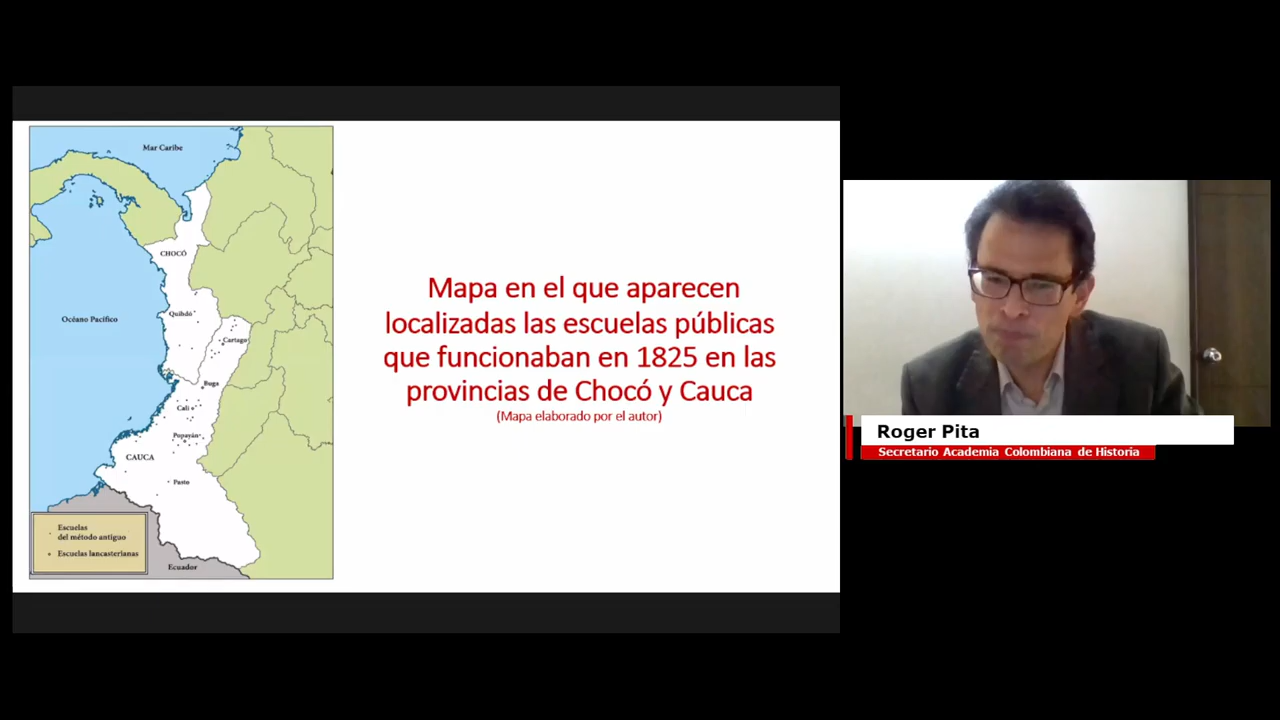 Mar Caribe
CHOCÓ
Océano Pacífico
Quibdó
Cartago
Buga
Cali
Popayán
CAUCA
Pasto
Escuelas
del método antiguo
Escuelas lancasterianas
Ecuador
Mapa en el que aparecen
localizadas las escuelas públicas
que funcionaban en 1825 en las
provincias de Chocó y Cauca
(Mapa elaborado por el autor)
Roger Pita
Secretario Academia Colombiana de Historia